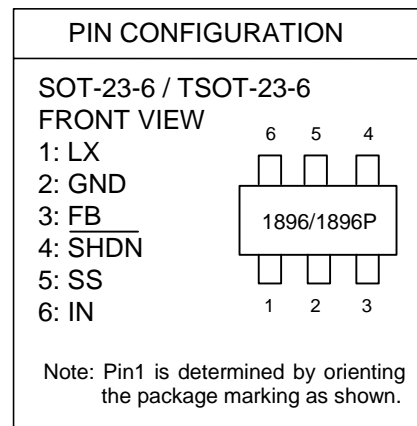 PIN CONFIGURATION
SOT-23-6 / TSOT-23-6
FRONT VIEW
1: LX
2: GND
3: FB
4: SHDN
5: SS
6: IN
6 5 4
1896/1896P
1 2 3
Note: Pin1 is determined by orienting
the package marking as shown.